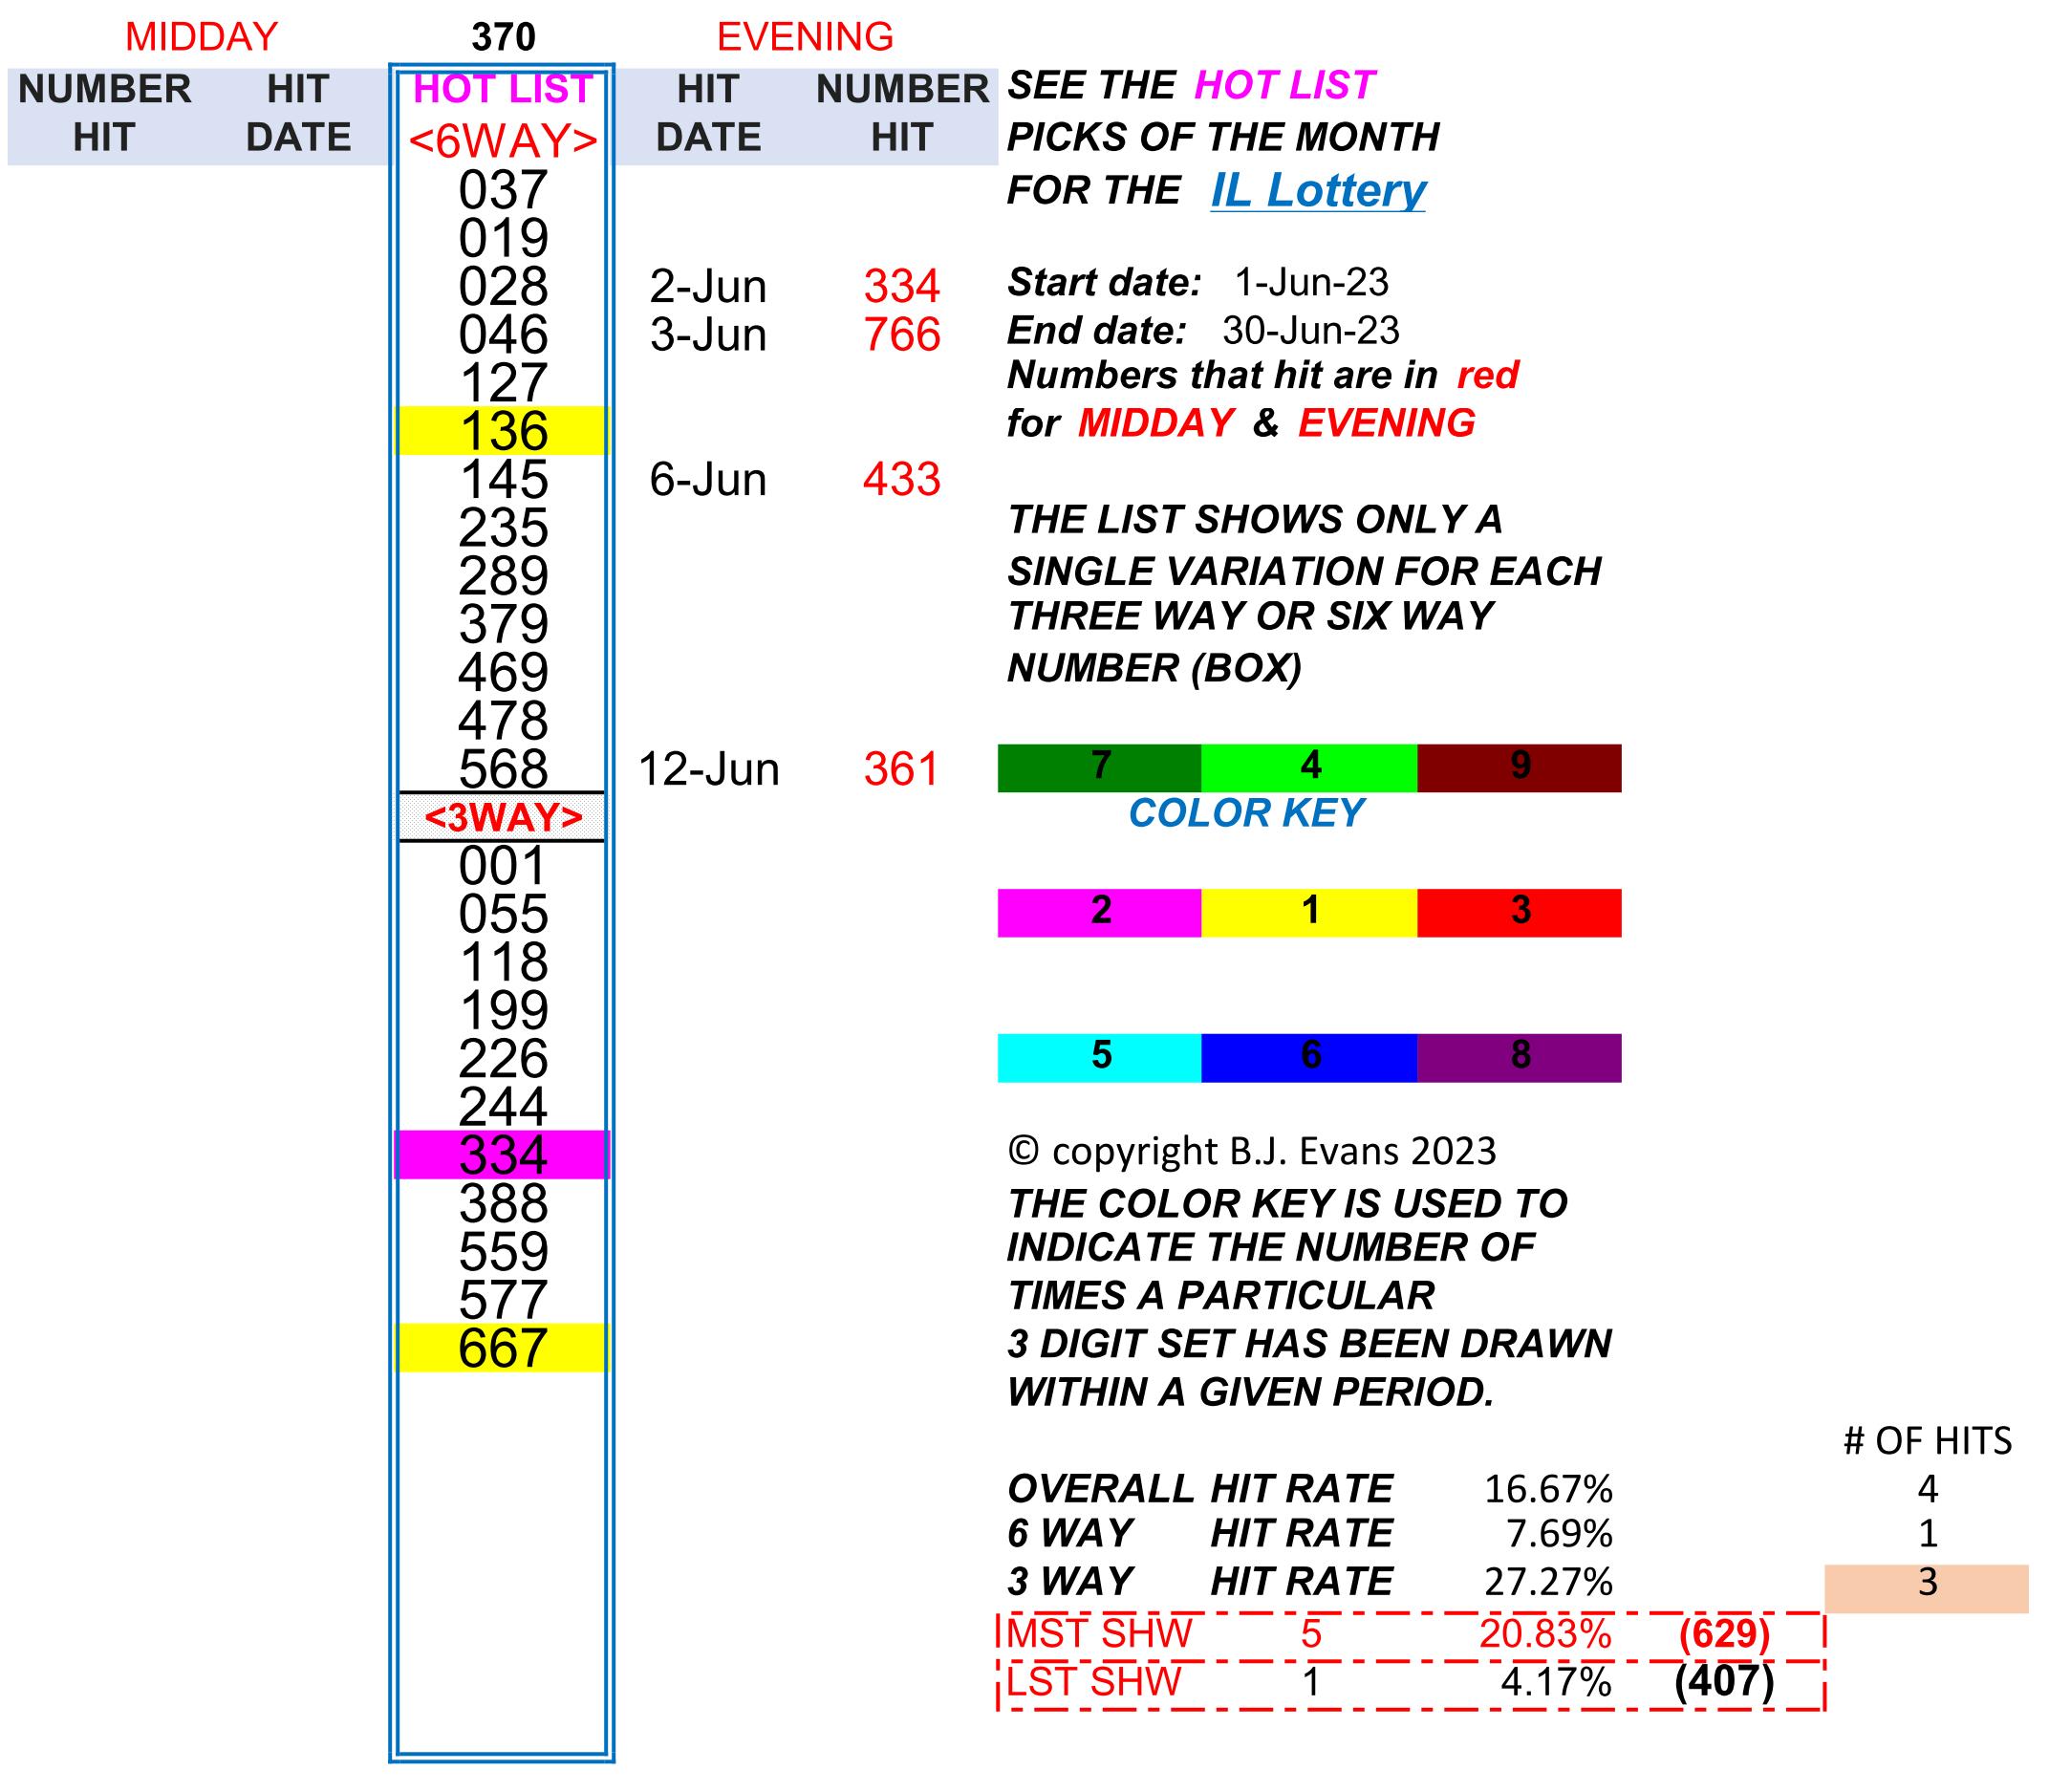 MIDDAY 370 EVENING
NUMBER HIT HOT LIST HIT NUMBER SEE THE HOT LIST
HIT DATE <6WAY> DATE HIT PICKS OF THE MONTH
037 FOR THE IL Lottery
019
028 2-Jun 334 Start date: 1-Jun-23
046 3-Jun 766 End date: 30-Jun-23
127 Numbers that hit are in red
136 for MIDDAY & EVENING
145 6-Jun 433
235 THE LIST SHOWS ONLY A
289 SINGLE VARIATION FOR EACH
379 THREE WAY OR SIX WAY
469 NUMBER (BOX)
478
568 12-Jun 361 7 4 9
<3WAY> COLOR KEY
001
055 2 1 3
118
199
226 5 6 8
244
334 © copyright B.J. Evans 2023
388 THE COLOR KEY IS USED TO
559 INDICATE THE NUMBER OF
577 TIMES A PARTICULAR
667 3 DIGIT SET HAS BEEN DRAWN
WITHIN A GIVEN PERIOD.
# OF HITS
OVERALL HIT RATE 16.67% 4
6 WAY HIT RATE 7.69% 1
3 WAY HIT RATE 27.27% 3
MST SHW 5 20.83% (629)
LST SHW 1 4.17% (407)